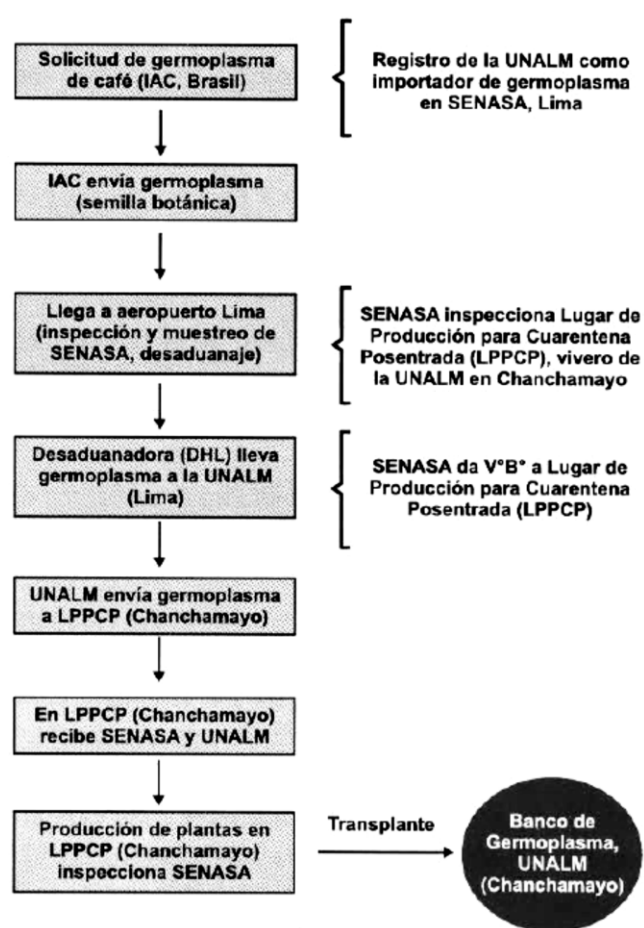 Solicitud de germoplasma
de café (IAC, Brasil)
Registro de la UNALM como
importador de germoplasma
en SENASA, Lima
IAC envía germoplasma
(semilla botánica)
Llega a aeropuerto Lima
(inspección y muestreo de
SENASA, desaduanaje)
SENASA inspecciona Lugar de
Producción para Cuarentena
Posentrada (LPPCP), vivero de
la UNALM en Chanchamayo
Desaduanadora (DHL) lleva
germoplasma a la UNALM
(Lima)
SENASA da V°B° a Lugar de
Producción para Cuarentena
Posentrada (LPPCP)
UNALM envía germoplasma
a LPPCP (Chanchamayo)
En LPPCP (Chanchamayo)
recibe SENASA y UNALM
Producción de plantas en
LPPCP (Chanchamayo)
inspecciona SENASA
Transplante
Banco de
Germoplasma,
UNALM
(Chanchamayo)